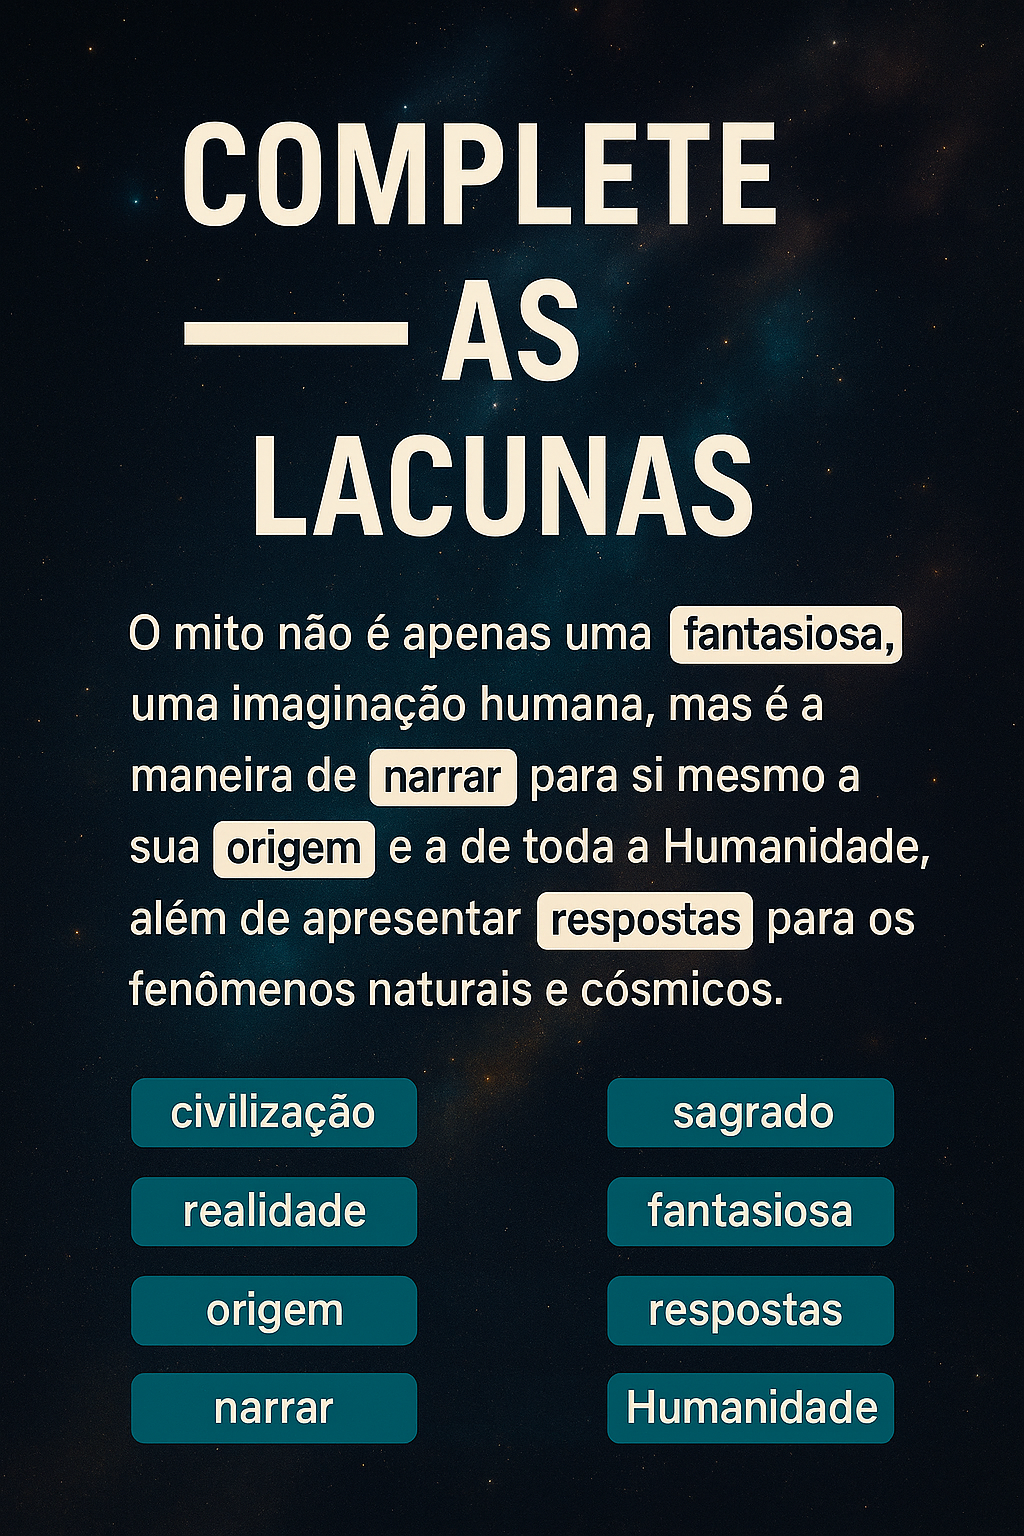 COMPLETE
AS
LACUNAS
O mito não é apenas uma fantasiosa,
uma imaginação humana, mas é a
maneira de narrar para si mesmo a
sua origem e a de toda a Humanidade,
além de apresentar respostas para os
fenômenos naturais e cósmicos.
civilização
sagrado
realidade
fantasiosa
origem
respostas
narrar
Humanidade